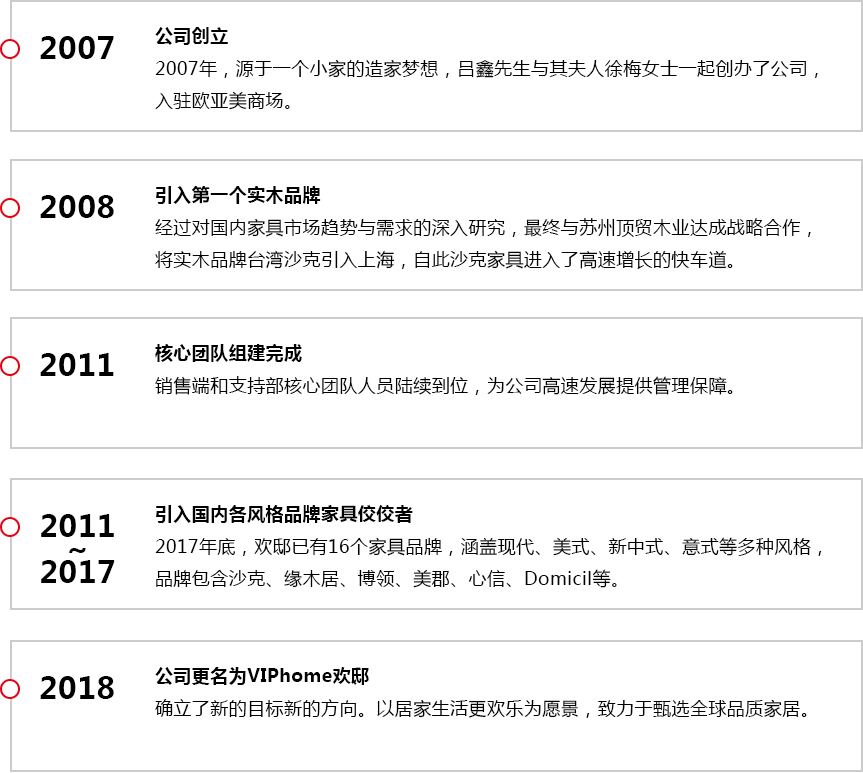 2007
公司创立
2007年，源于一个小家的造家梦想，吕鑫先生与其夫人徐梅女士一起创办了公司，
入驻欧亚美商场。
2008
引入第一个实木品牌
经过对国内家具市场趋势与需求的深入研究，最终与苏州顶贸木业达成战略合作，
将实木品牌台湾沙克引入上海，自此沙克家具进入了高速增长的快车道。
2011
核心团队组建完成
销售端和支持部核心团队人员陆续到位，为公司高速发展提供管理保障。
2011
~
2017
引入国内各风格品牌家具佼佼者
2017年底，欢邸已有16个家具品牌，涵盖现代、美式、新中式、意式等多种风格，
品牌包含沙克、缘木居、博领、美郡、心信、Domicil等。
2018
公司更名为VIPhome欢邸
确立了新的目标新的方向。以居家生活更欢乐为愿景，致力于甄选全球品质家居。